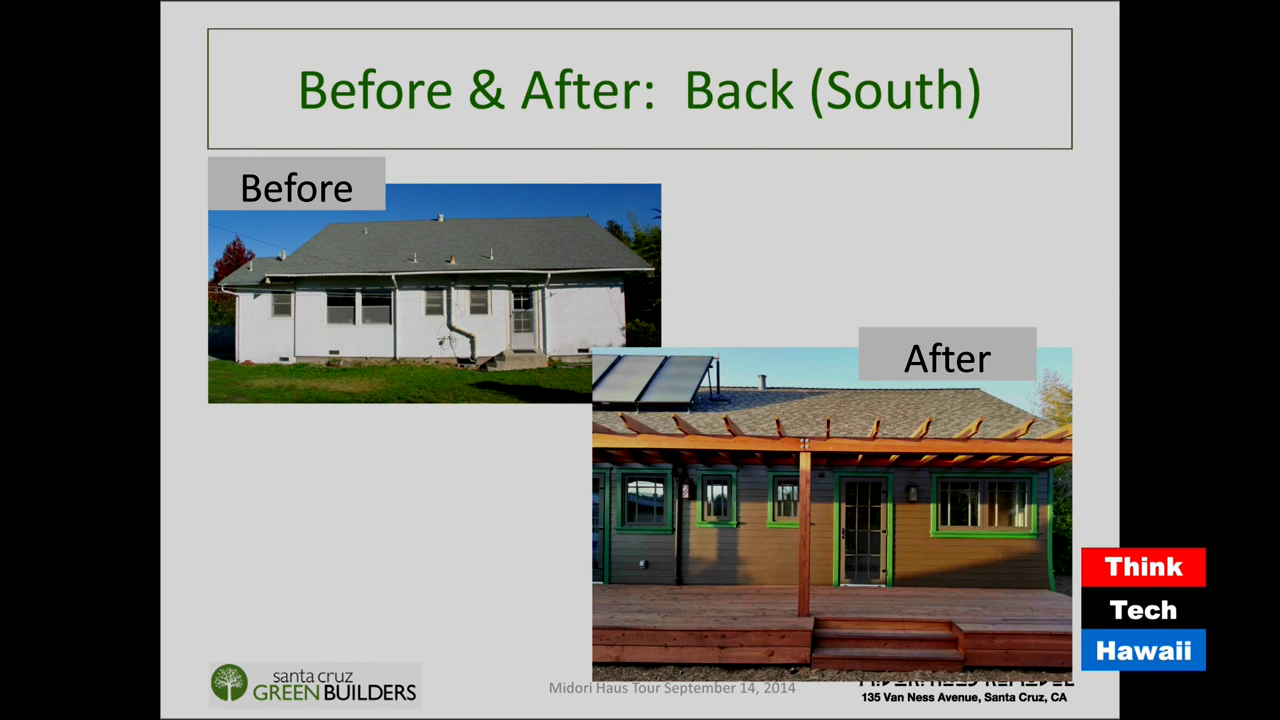 Before & After: Back (South)
Before
After
Think
Tech
Hawaii
santa cruz
GREEN BUILDERS
Midori Haus Tour September 14, 2014
135 Van Ness Avenue, Santa Cruz, CA